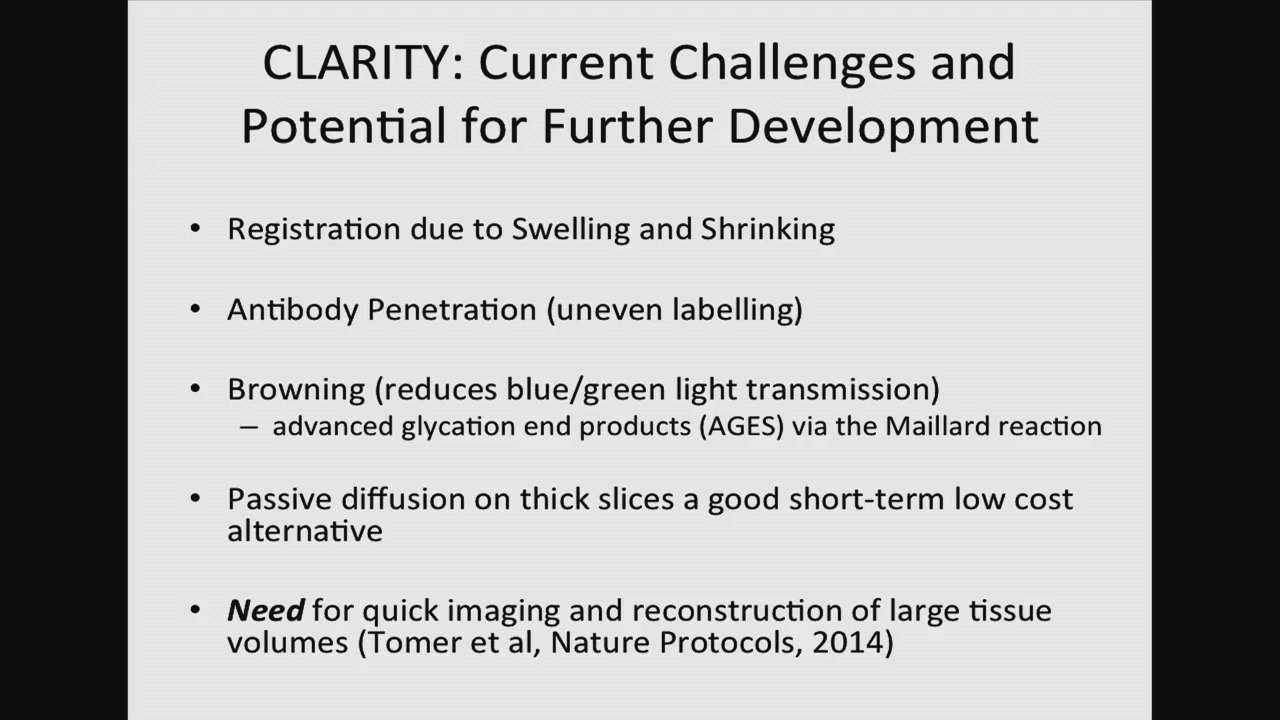 CLARITY: Current Challenges and
Potential for Further Development
• Registration due to Swelling and Shrinking
• Antibody Penetration (uneven labelling)
• Browning (reduces blue/green light transmission)
– advanced glycation end products (AGES) via the Maillard reaction
• Passive diffusion on thick slices a good short-term low cost
alternative
• Need for quick imaging and reconstruction of large tissue
volumes (Tomer et al, Nature Protocols, 2014)